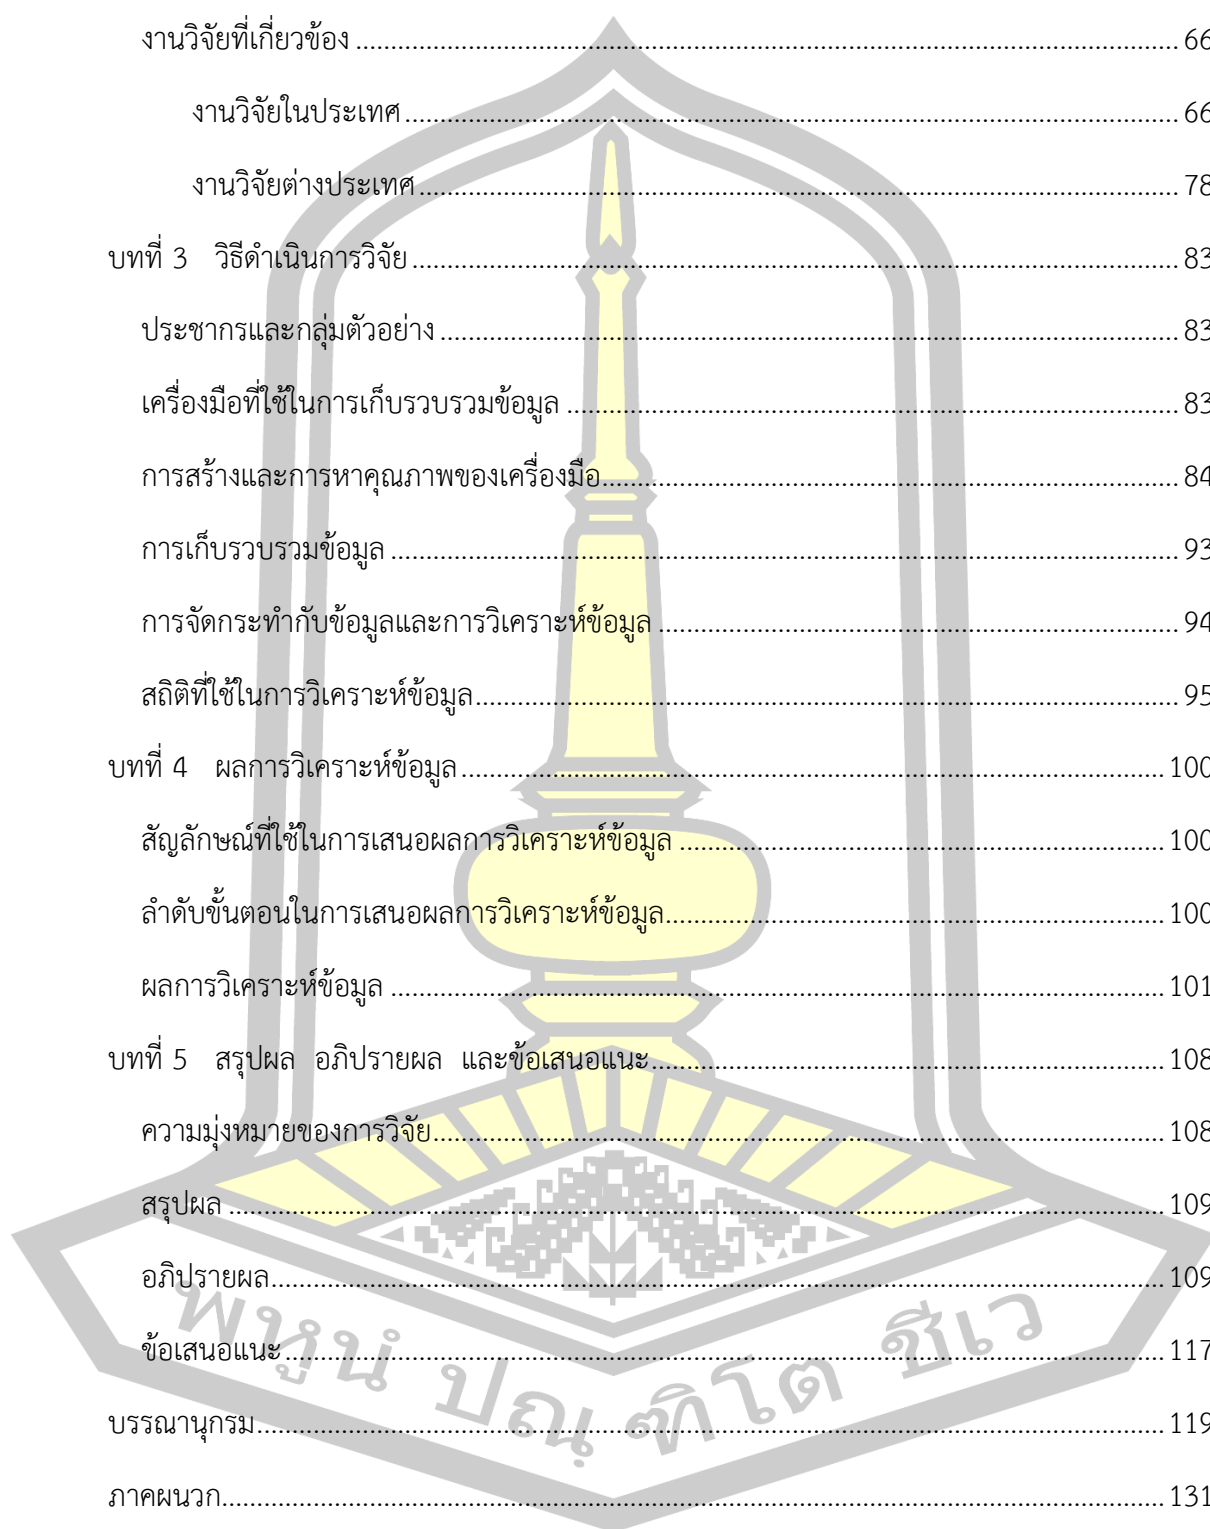 งานวิจัยที่เกี่ยวข้อง ........ 66
งานวิจัยในประเทศ ........ 66
งานวิจัยต่างประเทศ ........ 78
บทที่ 3 วิธีดำเนินการวิจัย ........ 83
ประชากรและกลุ่มตัวอย่าง ........ 83
เครื่องมือที่ใช้ในการเก็บรวบรวมข้อมูล ........ 83
การสร้างและการหาคุณภาพของเครื่องมือ ........ 84
การเก็บรวบรวมข้อมูล ........ 93
การจัดกระทำกับข้อมูลและการวิเคราะห์ข้อมูล ........ 94
สถิติที่ใช้ในการวิเคราะห์ข้อมูล ........ 95
บทที่ 4 ผลการวิเคราะห์ข้อมูล ........ 100
สัญลักษณ์ที่ใช้ในการเสนอผลการวิเคราะห์ข้อมูล ........ 100
ลำดับขั้นตอนในการเสนอผลการวิเคราะห์ข้อมูล ........ 100
ผลการวิเคราะห์ข้อมูล ........ 101
บทที่ 5 สรุปผล อภิปรายผล และข้อเสนอแนะ ........ 108
ความมุ่งหมายของการวิจัย ........ 108
สรุปผล ........ 109
อภิปรายผล ........ 109
ข้อเสนอแนะ ........ 117
บรรณานุกรม ........ 119
ภาคผนวก ........ 131
พหูนํ ปณฺฑิโต ชีเว